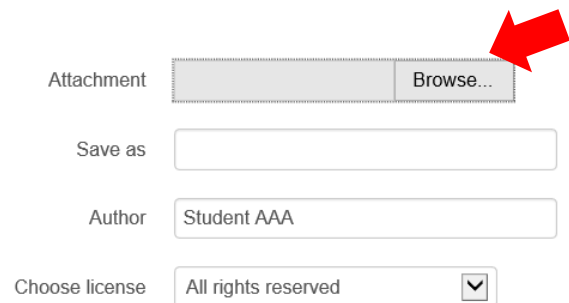 Attachment Browse...
Save as
Author Student AAA
Choose license All rights reserved